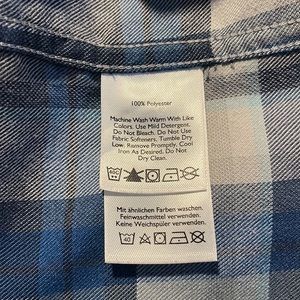 100% Polyester
Machine Wash Warm With Like
Colors. Use Mild Detergent.
Do Not Bleach. Do Not Use
Fabric Softeners. Tumble Dry
Low. Remove Promptly. Cool
Iron As Desired. Do Not
Dry Clean.
Mit ähnlichen Farben waschen.
Feinwaschmittel verwenden.
Keine Weichspüler verwenden.
40